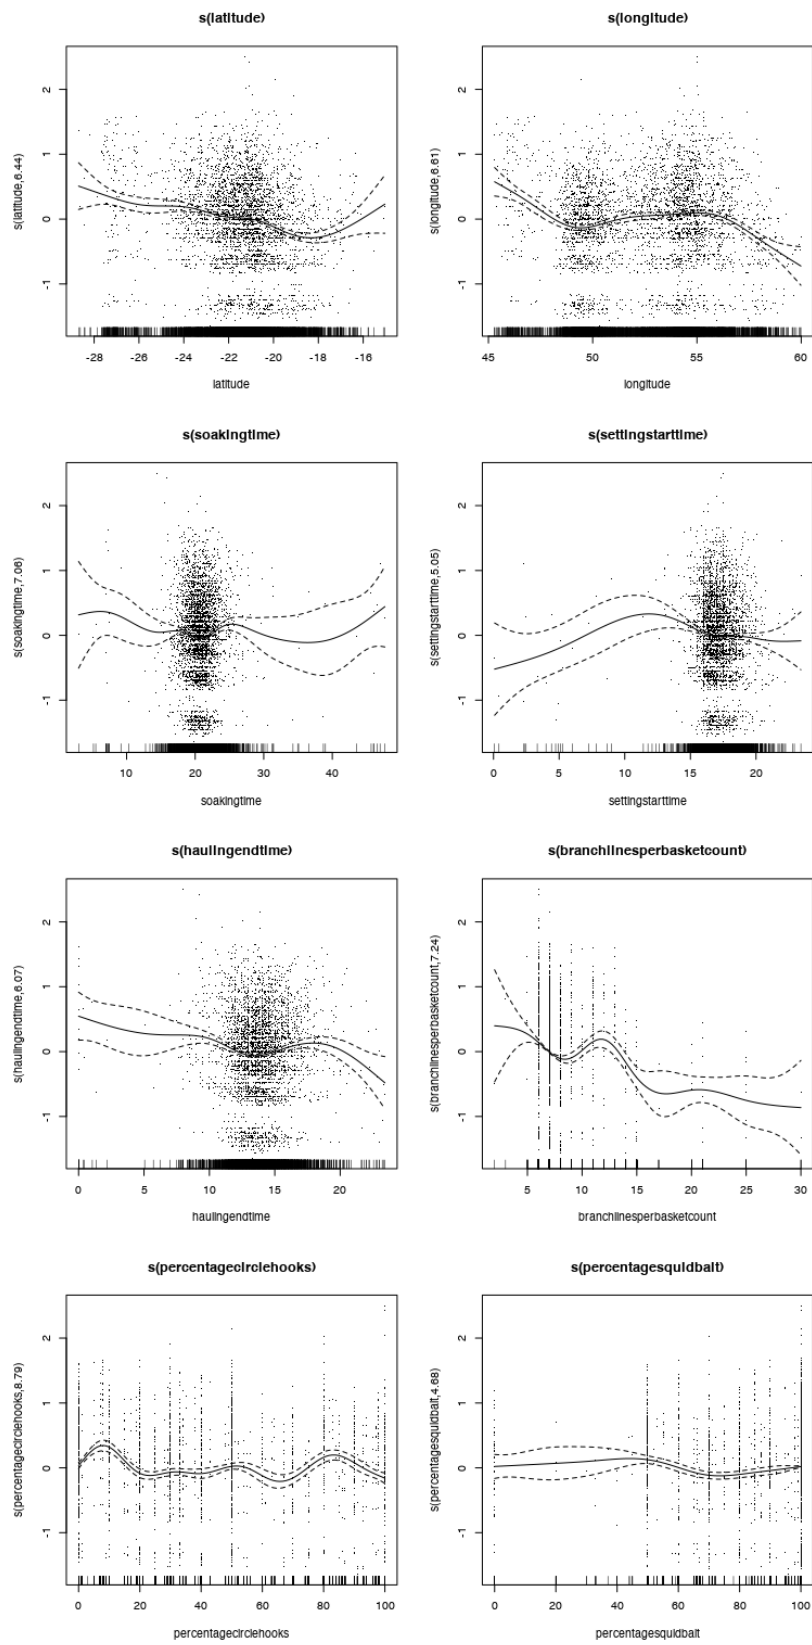 s(latitude) s(longitude)
s(latitude,6.44)
2
1
0
-1
-28 -26 -24 -22 -20 -18 -16
latitude
s(longitude,6.61)
2
1
0
-1
45 50 55 60
longitude
s(soakingtime) s(settingstarttime)
s(soakingtime,7.06)
2
1
0
-1
10 20 30 40
soakingtime
s(settingstarttime,5.05)
2
1
0
-1
0 5 10 15 20
settingstarttime
s(haulingendtime) s(branchlinesperbasketcount)
s(haulingendtime,6.07)
2
1
0
-1
0 5 10 15 20
haulingendtime
s(branchlinesperbasketcount,7.24)
2
1
0
-1
5 10 15 20 25 30
branchlinesperbasketcount
s(percentagecirclehooks) s(percentagesquidbait)
s(percentagecirclehooks,8.79)
2
1
0
-1
0 20 40 60 80 100
percentagecirclehooks
s(percentagesquidbait,4.68)
2
1
0
-1
0 20 40 60 80 100
percentagesquidbait